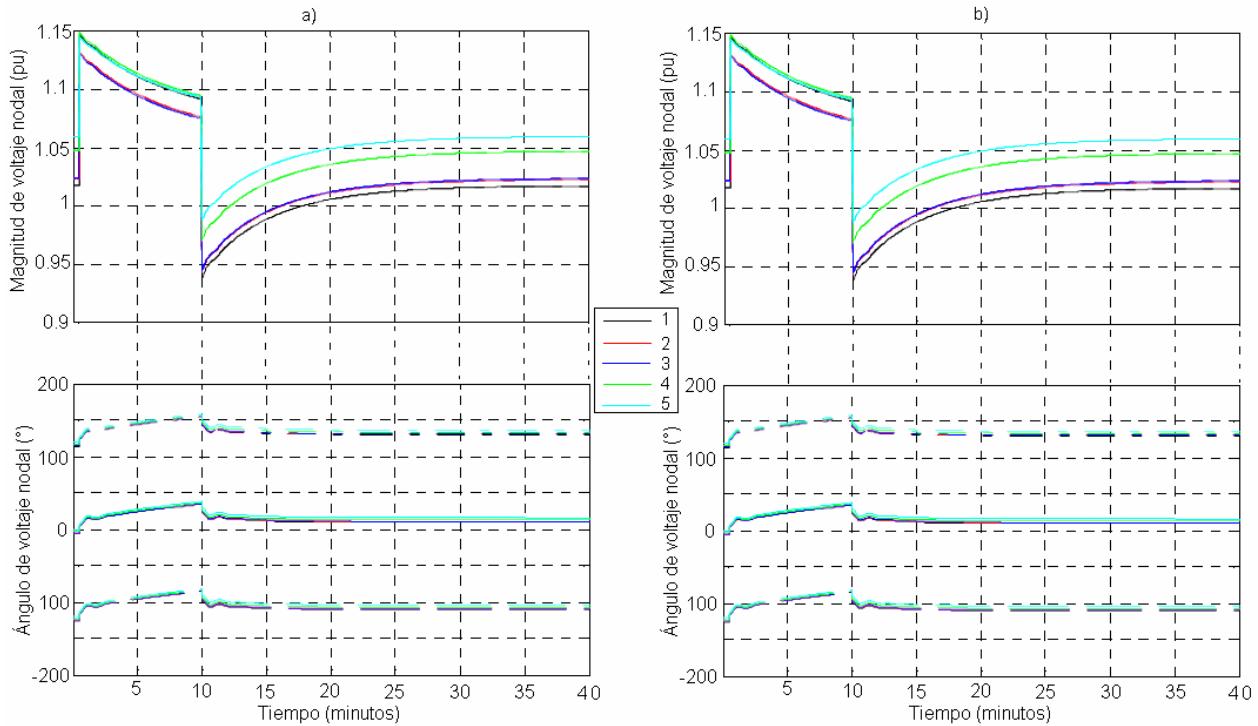 a)
Magnitud de voltaje nodal (pu)
1.15
1.1
1.05
1
0.95
0.9
Ángulo de voltaje nodal (°)
200
100
0
100
-200
5 10 15 20 25 30 35 40
Tiempo (minutos)
1
2
3
4
5
b)
Magnitud de voltaje nodal (pu)
1.15
1.1
1.05
1
0.95
0.9
Ángulo de voltaje nodal (°)
200
100
0
100
-200
5 10 15 20 25 30 35 40
Tiempo (minutos)